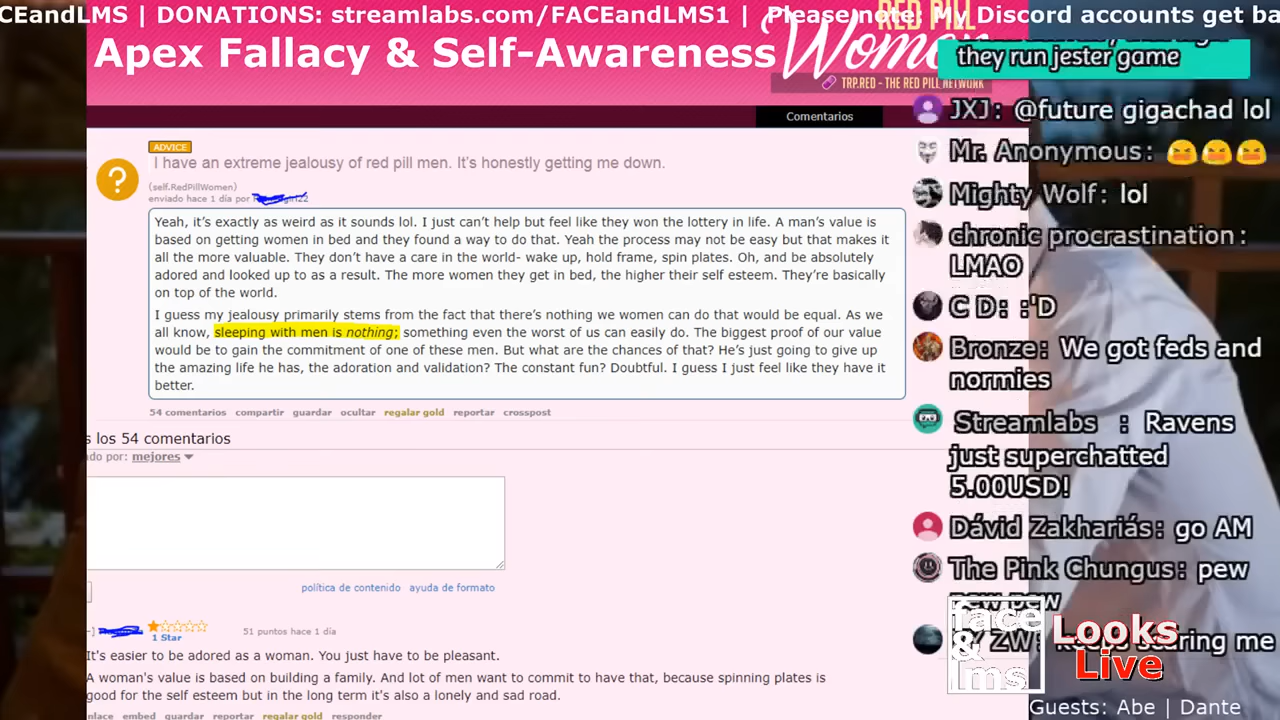 CEandLMS | DONATIONS: streamlabs.com/FACEandLMS1 | Please note: My Discord accounts get ba
RED PILL
Women
Apex Fallacy & Self-Awareness
TRP.RED - THE RED PILL NETWORK
Comentarios
ADVICE
I have an extreme jealousy of red pill men. It's honestly getting me down.
?
(self.RedPillWomen)
enviado hace 1 día por
Yeah, it's exactly as weird as it sounds lol. I just can't help but feel like they won the lottery in life. A man's value is
based on getting women in bed and they found a way to do that. Yeah the process may not be easy but that makes it
all the more valuable. They don't have a care in the world- wake up, hold frame, spin plates. Oh, and be absolutely
adored and looked up to as a result. The more women they get in bed, the higher their self esteem. They're basically
on top of the world.
I guess my jealousy primarily stems from the fact that there's nothing we women can do that would be equal. As we
all know, sleeping with men is nothing; something even the worst of us can easily do. The biggest proof of our value
would be to gain the commitment of one of these men. But what are the chances of that? He's just going to give up
the amazing life he has, the adoration and validation? The constant fun? Doubtful. I guess I just feel like they have it
better.
54 comentarios compartir guardar ocultar regalar gold reportar crosspost
s los 54 comentarios
do por: mejores
política de contenido ayuda de formato
1 Star
51 puntos hace 1 día
It's easier to be adored as a woman. You just have to be pleasant.
A woman's value is based on building a family. And lot of men want to commit to have that, because spinning plates is
good for the self esteem but in the long term it's also a lonely and sad road.
nlace embed guardar reportar regalar gold responder
they run jester game
JXJ: @future gigachad lol
Mr. Anonymous: 😆😆😆
Mighty Wolf: lol
chronic procrastination:
LMAO
C D: :'D
Bronze: We got feds and
normies
Streamlabs : Ravens
just superchatted
5.00USD!
Dávid Zakhariás: go AM
The Pink Chungus: pew
pew pew
ZW: keeps scaring me
face
&
lms
Looks
Live
Guests: Abe | Dante